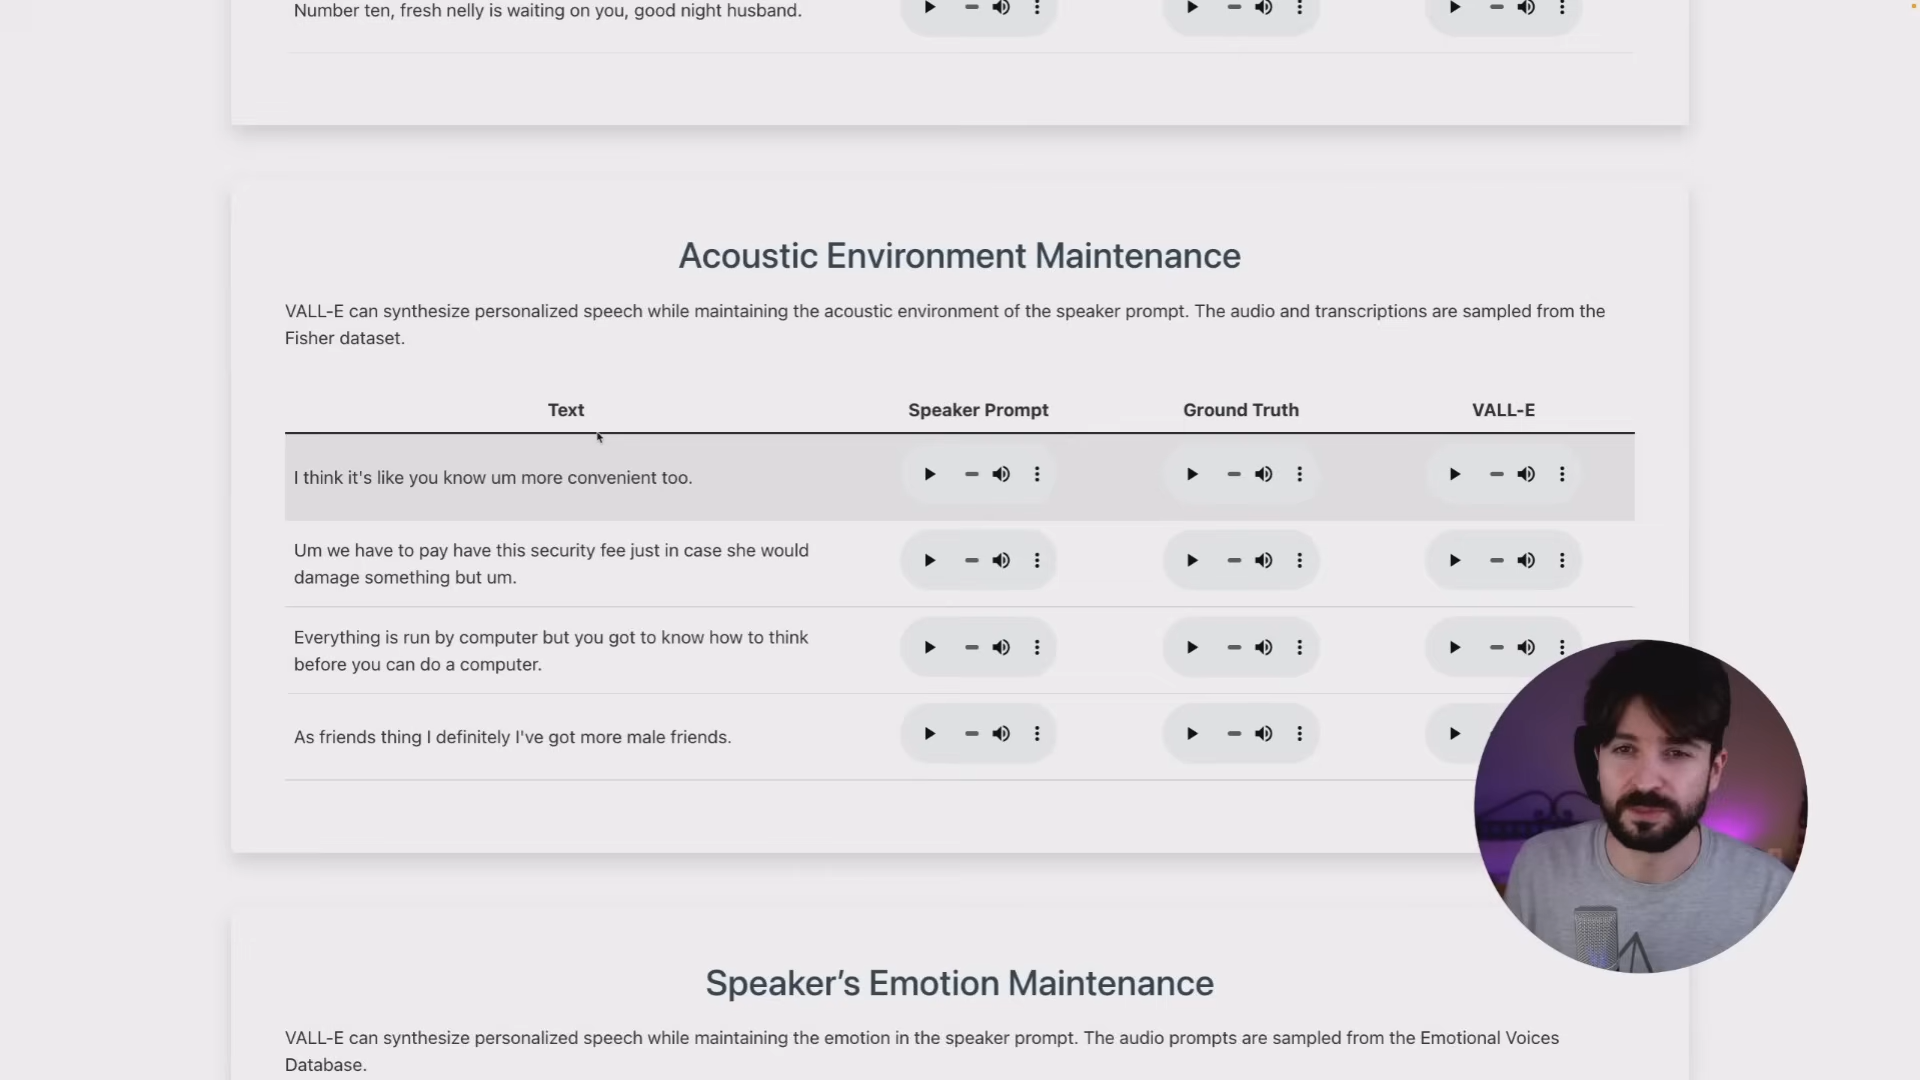 Number ten, fresh nelly is waiting on you, good night husband.
Acoustic Environment Maintenance
VALL-E can synthesize personalized speech while maintaining the acoustic environment of the speaker prompt. The audio and transcriptions are sampled from the
Fisher dataset.
Text Speaker Prompt Ground Truth VALL-E
I think it's like you know um more convenient too.
Um we have to pay have this security fee just in case she would
damage something but um.
Everything is run by computer but you got to know how to think
before you can do a computer.
As friends thing I definitely I've got more male friends.
Speaker’s Emotion Maintenance
VALL-E can synthesize personalized speech while maintaining the emotion in the speaker prompt. The audio prompts are sampled from the Emotional Voices
Database.